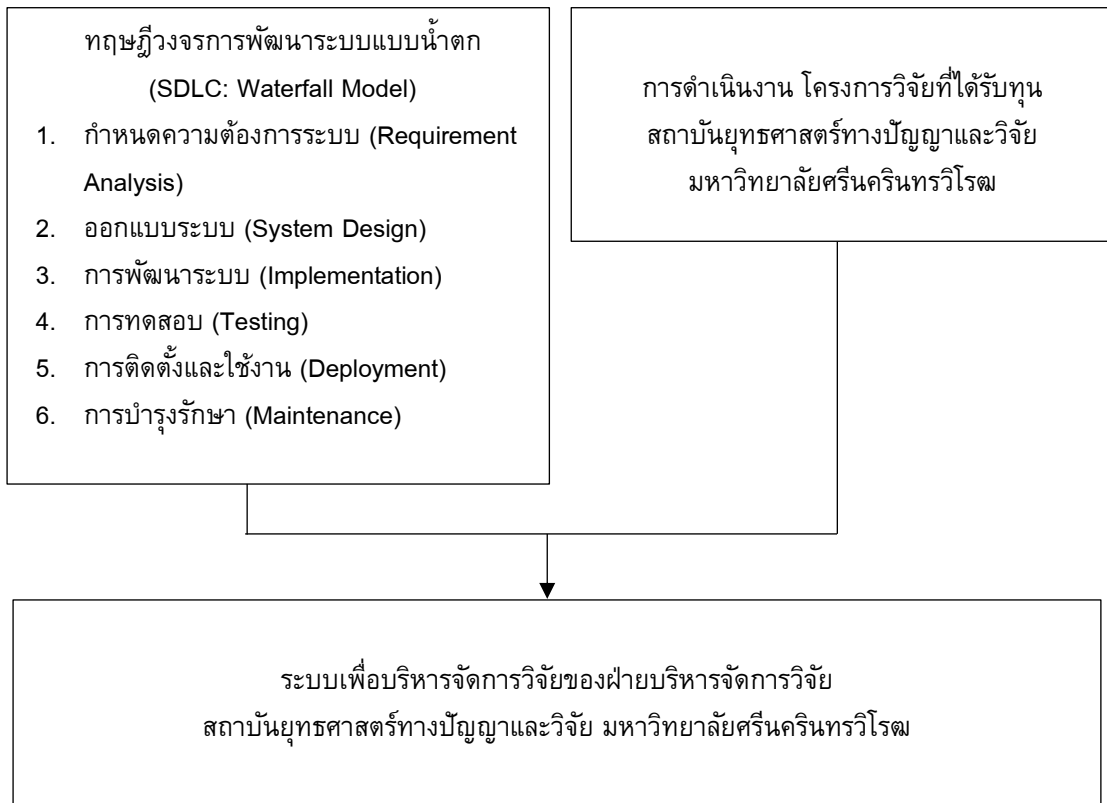 ทฤษฎีวงจรการพัฒนาระบบแบบน้ำตก
(SDLC: Waterfall Model)
1. กำหนดความต้องการระบบ (Requirement
Analysis)
2. ออกแบบระบบ (System Design)
3. การพัฒนาระบบ (Implementation)
4. การทดสอบ (Testing)
5. การติดตั้งและใช้งาน (Deployment)
6. การบำรุงรักษา (Maintenance)
การดำเนินงาน โครงการวิจัยที่ได้รับทุน
สถาบันยุทธศาสตร์ทางปัญญาและวิจัย
มหาวิทยาลัยศรีนครินทรวิโรฒ
ระบบเพื่อบริหารจัดการวิจัยของฝ่ายบริหารจัดการวิจัย
สถาบันยุทธศาสตร์ทางปัญญาและวิจัย มหาวิทยาลัยศรีนครินทรวิโรฒ